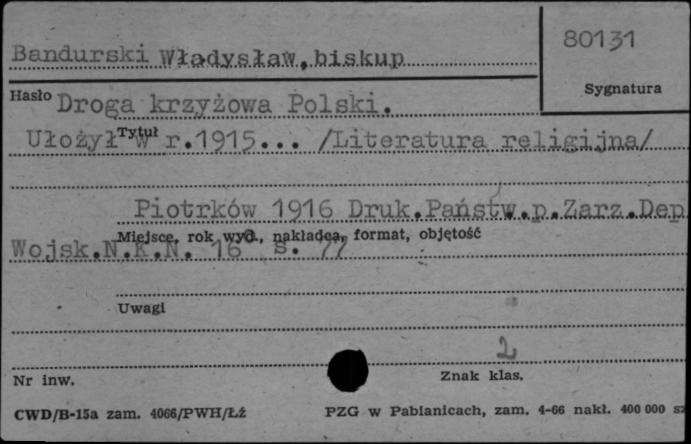 Bandurski Władysław, biskup
80131
Sygnatura
Hasło Droga krzyżowa Polski.
Ułożył Tytuł W r.1915... /Literatura religijna/
Piotrków 1916 Druk.Państw.p.Zarz.Dep
Miejsce, rok wyd., nakładca, format, objętość
Wojsk.N.K.N. 16 s. 77
Uwagi
2
Nr inw.
Znak klas.
CWD/B-15a zam. 4066/PWH/Łź
PZG w Pabianicach, zam. 4-66 nakł. 400 000 sz